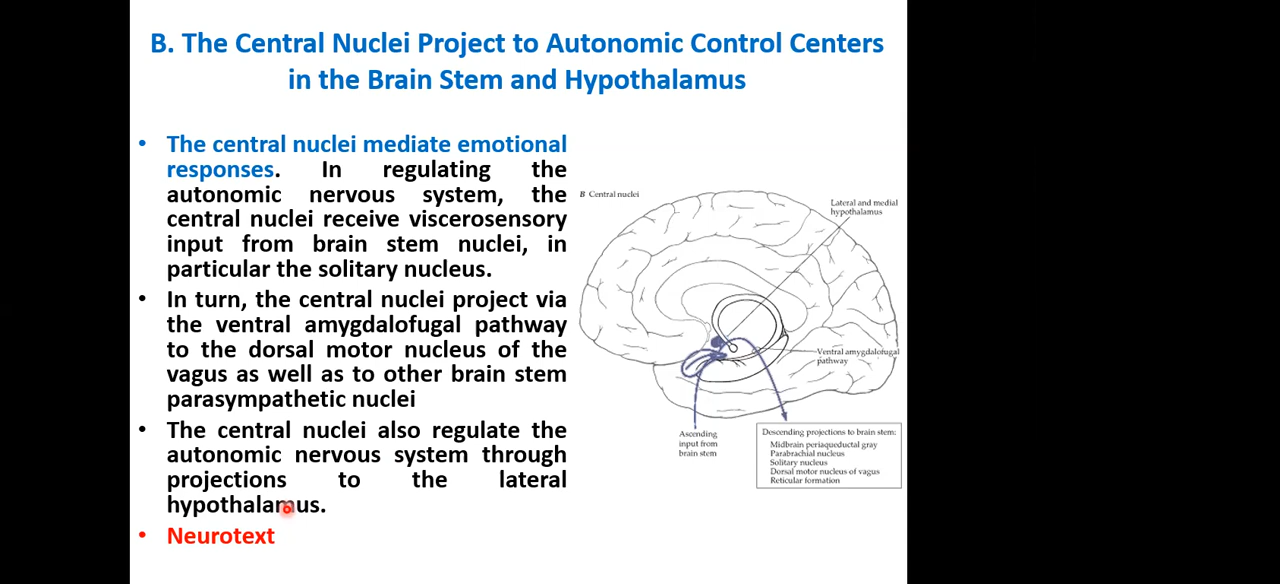 B. The Central Nuclei Project to Autonomic Control Centers
in the Brain Stem and Hypothalamus
• The central nuclei mediate emotional
responses. In regulating the
autonomic nervous system, the
central nuclei receive viscerosensory
input from brain stem nuclei, in
particular the solitary nucleus.
• In turn, the central nuclei project via
the ventral amygdalofugal pathway
to the dorsal motor nucleus of the
vagus as well as to other brain stem
parasympathetic nuclei
• The central nuclei also regulate the
autonomic nervous system through
projections to the lateral
hypothalamus.
• Neurotext
B Central nuclei
Lateral and medial
hypothalamus
Ventral amygdalofugal
pathway
Ascending
input from
brain stem
Descending projections to brain stem:
Midbrain periaqueductal gray
Parabrachial nucleus
Solitary nucleus
Dorsal motor nucleus of vagus
Reticular formation